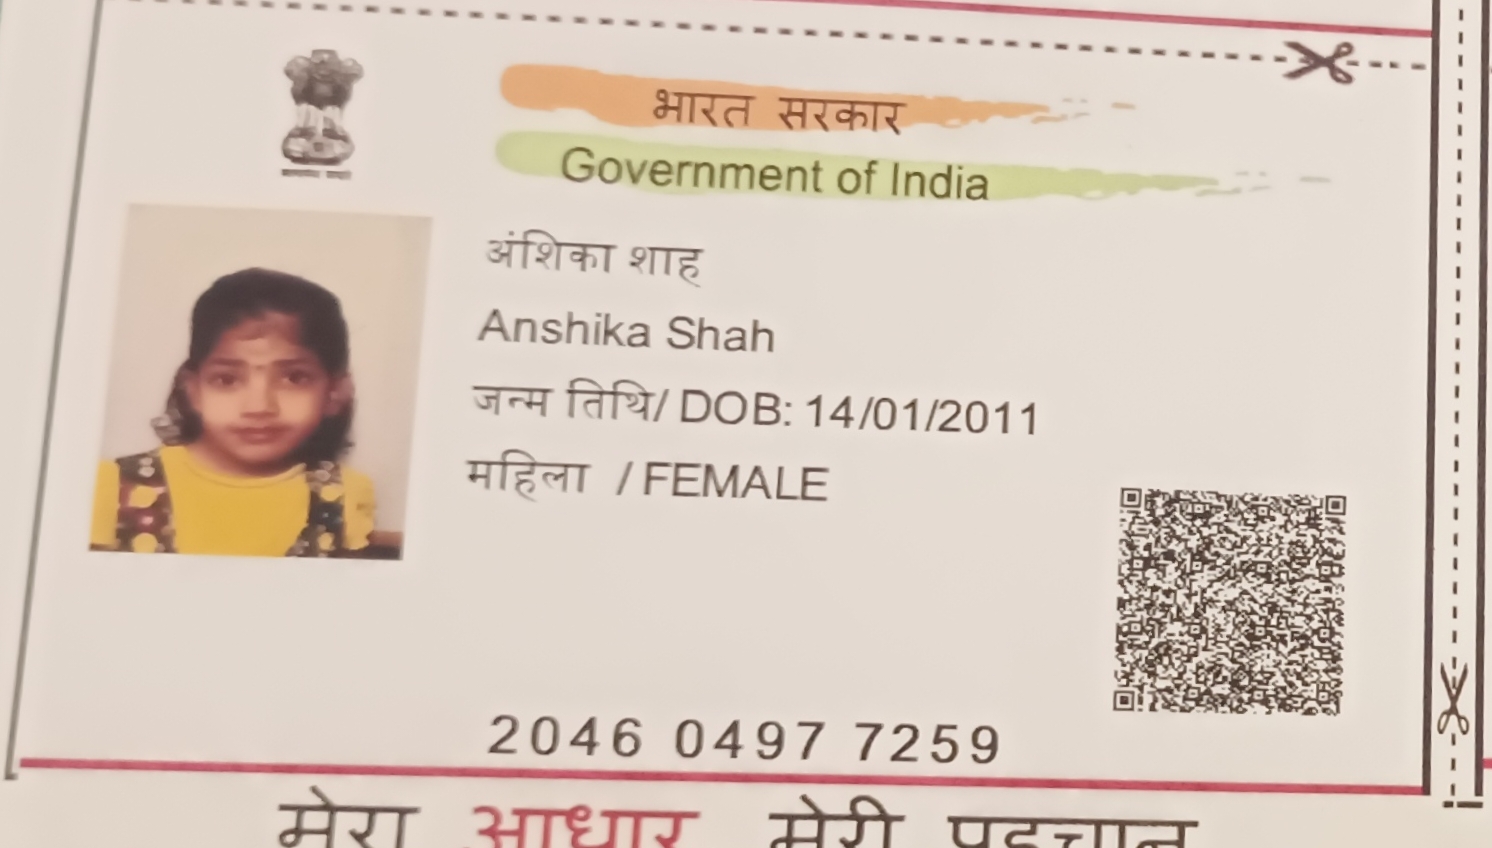 भारत सरकार
Government of India
अंशिका शाह
Anshika Shah
जन्म तिथि/ DOB: 14/01/2011
महिला / FEMALE
2046 0497 7259
मेरा आधार, मेरी पहचान